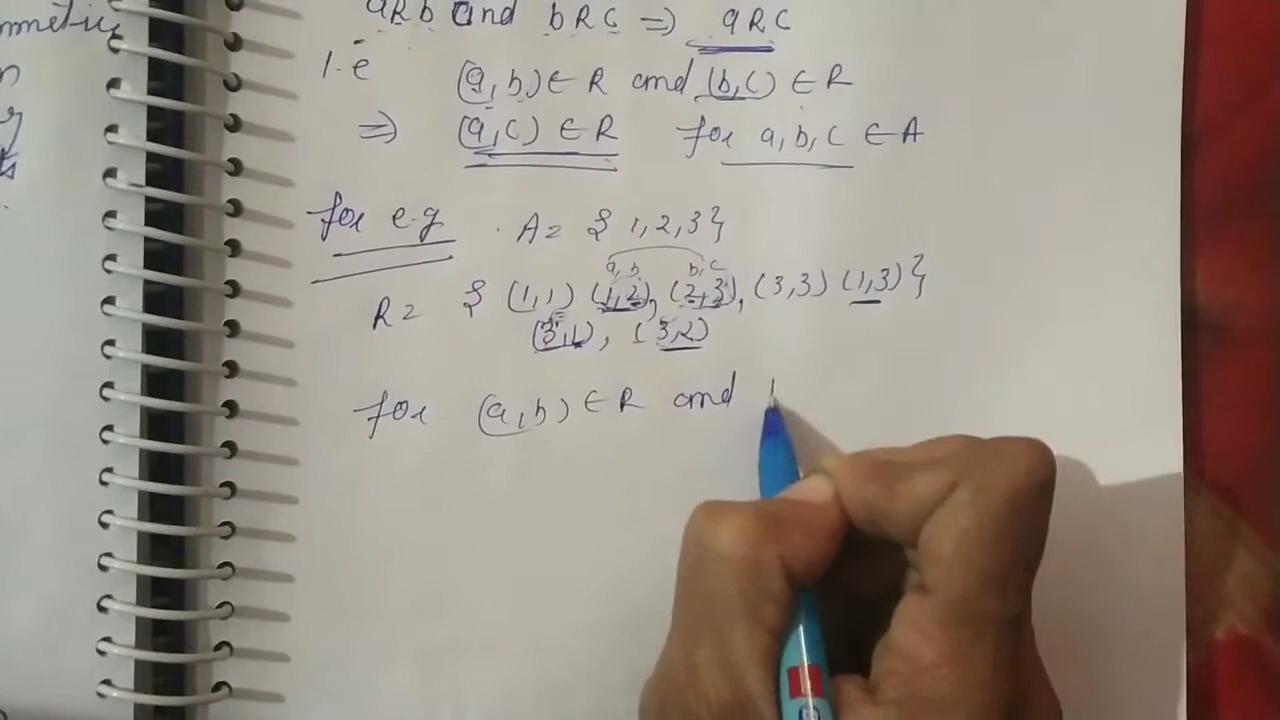 mmetric
aRb and bRC ⇒ aRC
i.e (a,b) ∈ R and (b,C) ∈ R
⇒ (a,C) ∈ R for a,b,C ∈ A
for e.g A= { 1,2,3}
a,b b,c
R= { (1,1) (1,2), (2,3), (3,3) (1,3) }
(3,1), (3,2)
for (a,b) ∈ R and